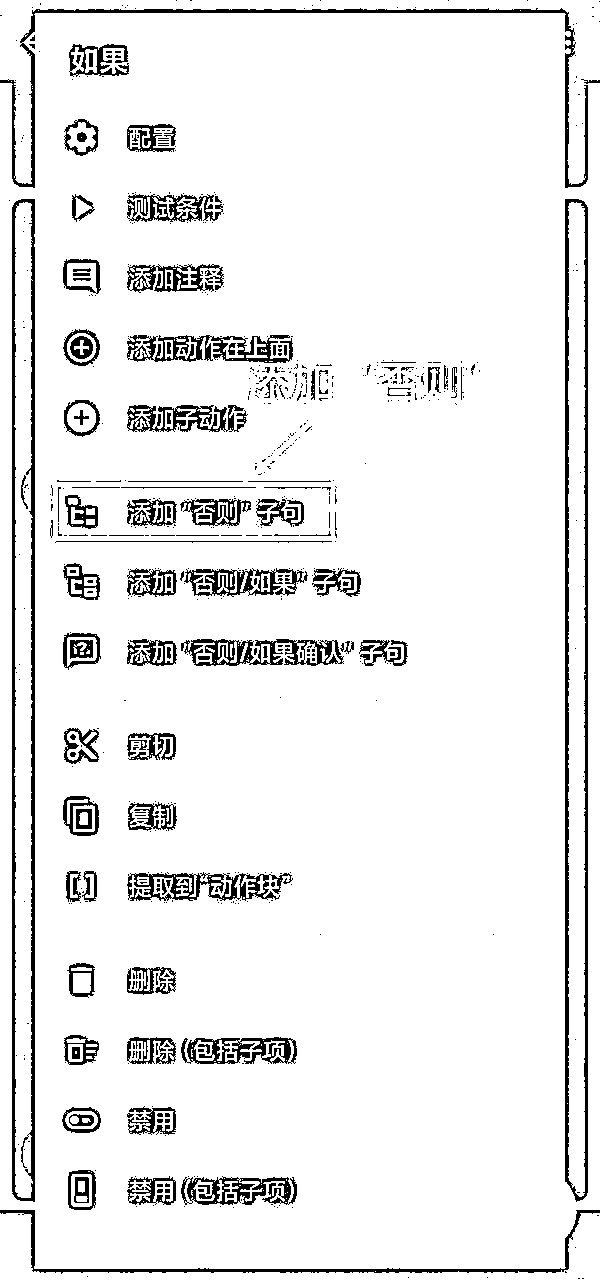 如果
配置
测试条件
添加注释
添加动作在上面
添加 “否则”
添加子动作
添加 "否则" 子句
添加 "否则/如果" 子句
添加 "否则/如果确认" 子句
剪切
复制
提取到“动作块”
删除
删除 (包括子项)
禁用
禁用 (包括子项)